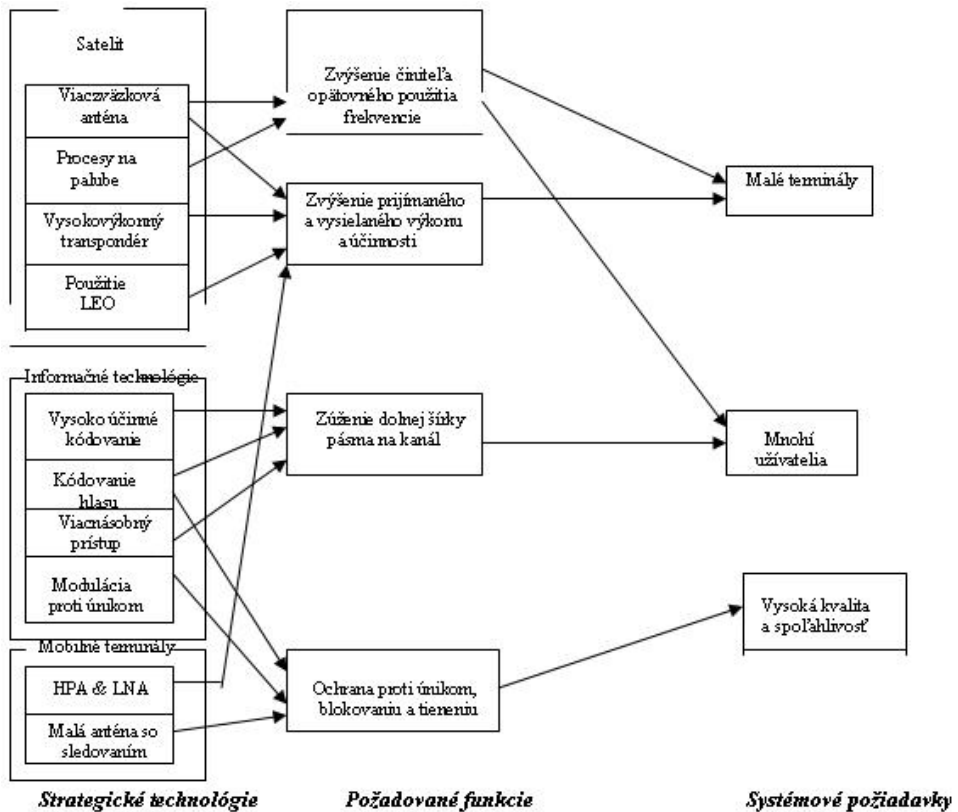 Satelit
Viaczväzková
anténa
Procesy na
palube
Vysokovýkonný
transpondér
Použitie
LEO
Informačné technológie
Vysoko účinné
kódovanie
Kódovanie
hlasu
Viacnásobný
prístup
Modulácia
proti únikom
Mobilné terminály
HPA & LNA
Malá anténa so
sledovaním
Strategické technológie
Zvýšenie činiteľa
opätovného použitia
frekvencie
Zvýšenie prijímaného
a vysielaného výkonu
a účinnosti
Zúženie dolnej šírky
pásma na kanál
Ochrana proti únikom,
blokovaniu a tieneniu
Požadované funkcie
Malé terminály
Mnohí
užívatelia
Vysoká kvalita
a spoľahlivosť
Systémové požiadavky